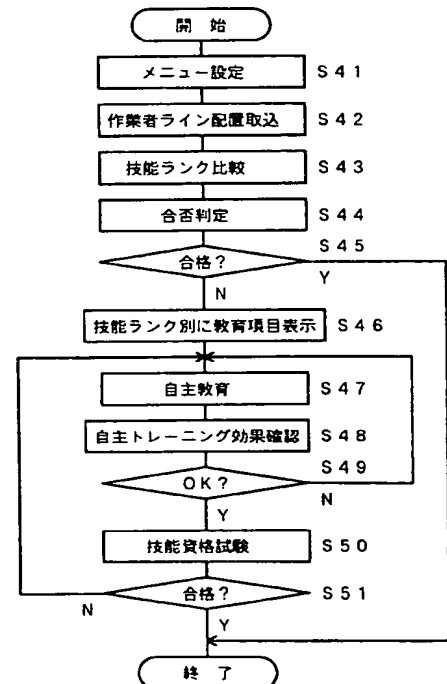 開始
メニュー設定 S41
作業者ライン配置取込 S42
技能ランク比較 S43
合否判定 S44
S45
合格?
Y
N
技能ランク別に教育項目表示 S46
自主教育 S47
自主トレーニング効果確認 S48
S49
OK?
N
Y
技能資格試験 S50
合格? S51
N
Y
終了